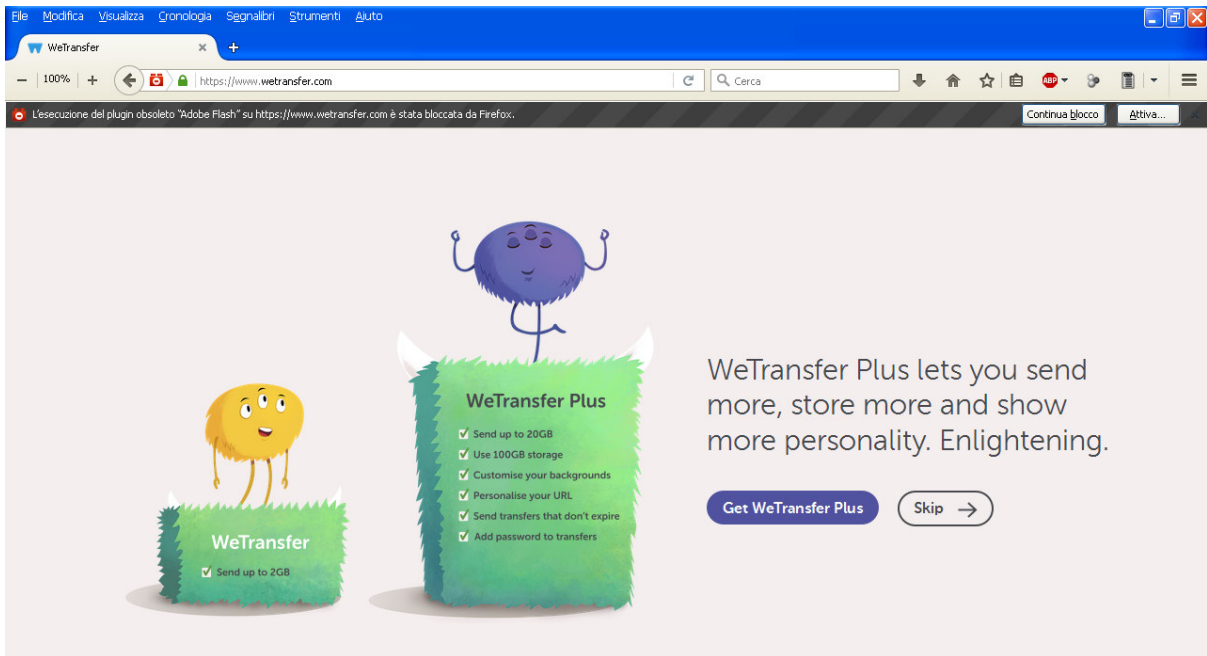 File Modifica Visualizza Cronologia Segnalibri Strumenti Aiuto
WeTransfer
100%
https://www.wetransfer.com
Cerca
ABP
L'esecuzione del plugin obsoleto "Adobe Flash" su https://www.wetransfer.com è stata bloccata da Firefox.
Continua blocco
Attiva...
WeTransfer
Send up to 2GB
WeTransfer Plus
Send up to 20GB
Use 100GB storage
Customise your backgrounds
Personalise your URL
Send transfers that don't expire
Add password to transfers
WeTransfer Plus lets you send
more, store more and show
more personality. Enlightening.
Get WeTransfer Plus
Skip